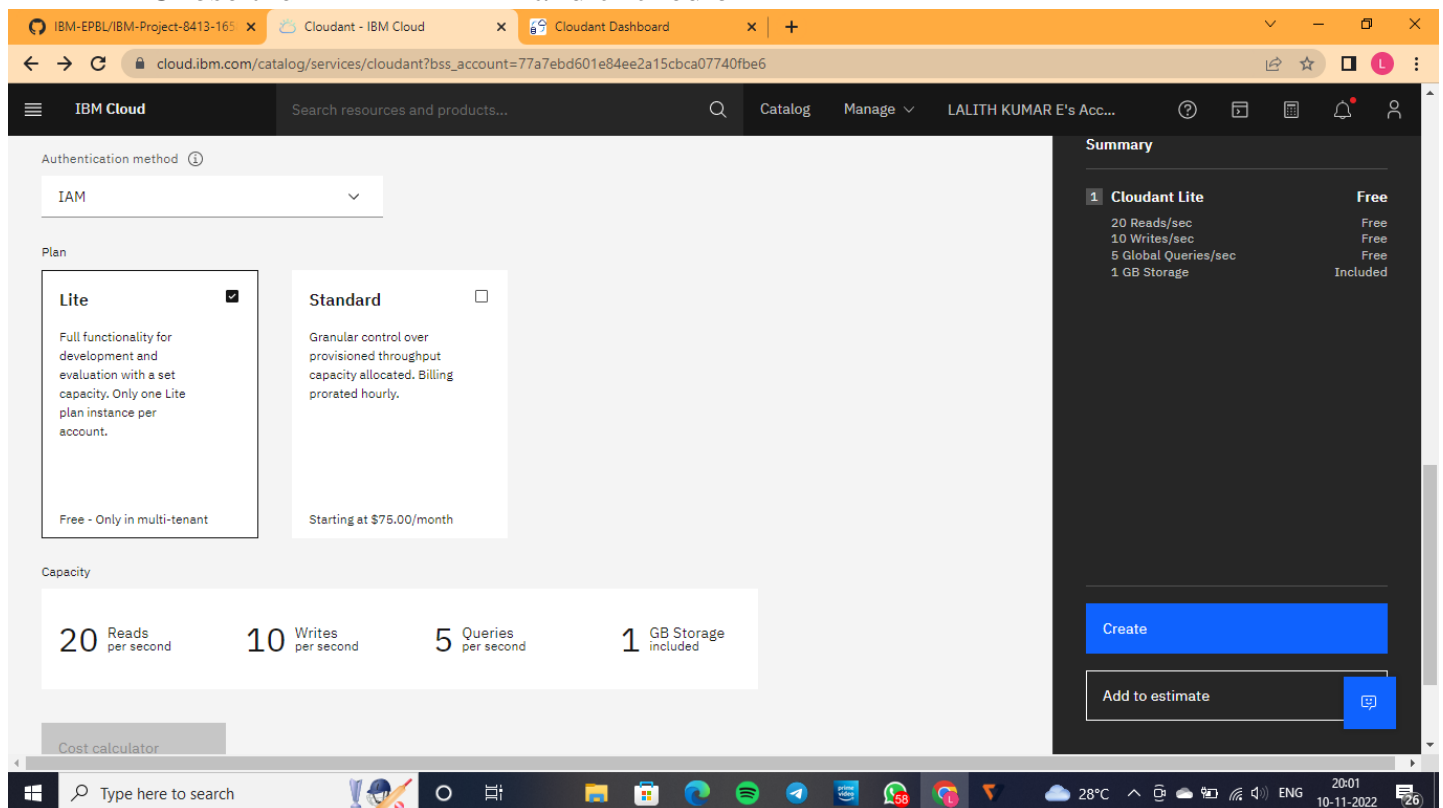 IBM-EPBL/IBM-Project-8413-165
Cloudant - IBM Cloud
Cloudant Dashboard
cloud.ibm.com/catalog/services/cloudant?bss_account=77a7ebd601e84ee2a15cbca07740fbe6
L
IBM Cloud
Search resources and products...
Catalog
Manage
LALITH KUMAR E's Acc...
Authentication method
IAM
Plan
Lite
Full functionality for
development and
evaluation with a set
capacity. Only one Lite
plan instance per
account.
Free - Only in multi-tenant
Standard
Granular control over
provisioned throughput
capacity allocated. Billing
prorated hourly.
Starting at $75.00/month
Capacity
20 Reads per second
10 Writes per second
5 Queries per second
1 GB Storage included
Cost calculator
Summary
1 Cloudant Lite Free
20 Reads/sec Free
10 Writes/sec Free
5 Global Queries/sec Free
1 GB Storage Included
Create
Add to estimate
Type here to search
prime video
58
28°C
ENG
20:01
10-11-2022
26